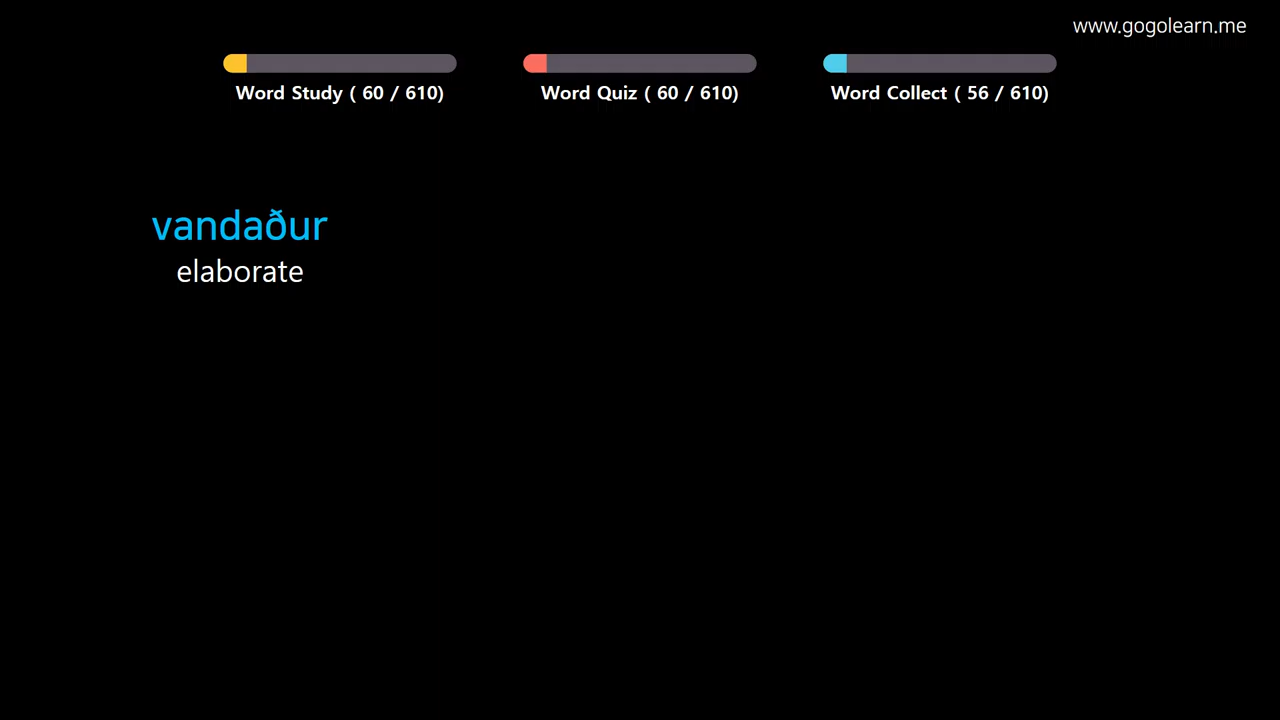 www.gogolearn.me
Word Study ( 60 / 610)
Word Quiz ( 60 / 610)
Word Collect ( 56 / 610)
vandaður
elaborate